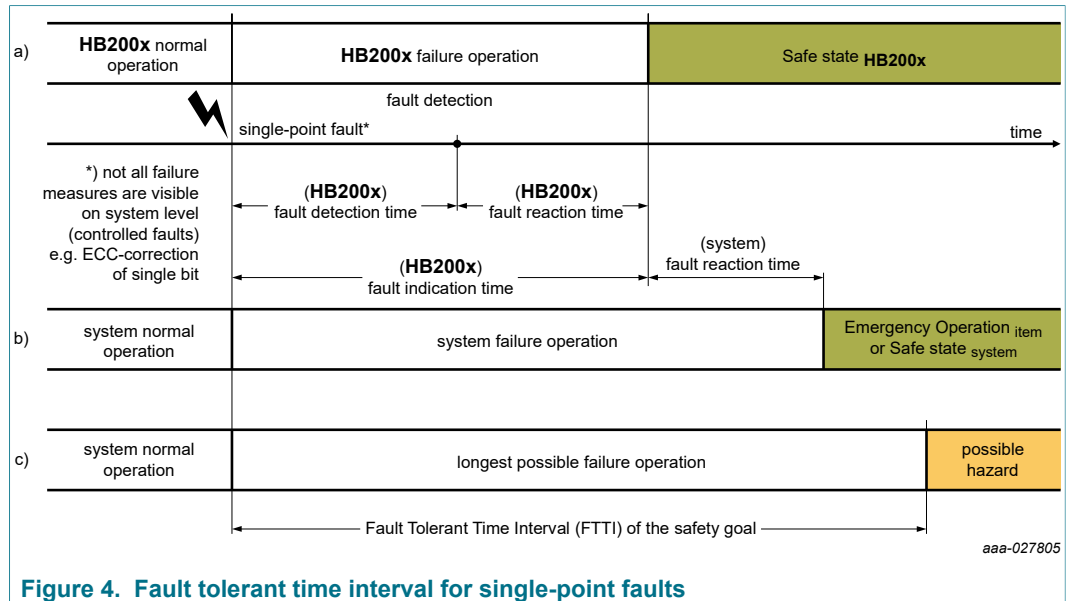 a)
HB200x normal
operation
HB200x failure operation
Safe state HB200x
fault detection
single-point fault*
time
*) not all failure
measures are visible
on system level
(controlled faults)
e.g. ECC-correction
of single bit
(HB200x)
fault detection time
(HB200x)
fault reaction time
(system)
fault reaction time
(HB200x)
fault indication time
b)
system normal
operation
system failure operation
Emergency Operation item
or Safe state system
c)
system normal
operation
longest possible failure operation
possible
hazard
Fault Tolerant Time Interval (FTTI) of the safety goal
aaa-027805
Figure 4. Fault tolerant time interval for single-point faults